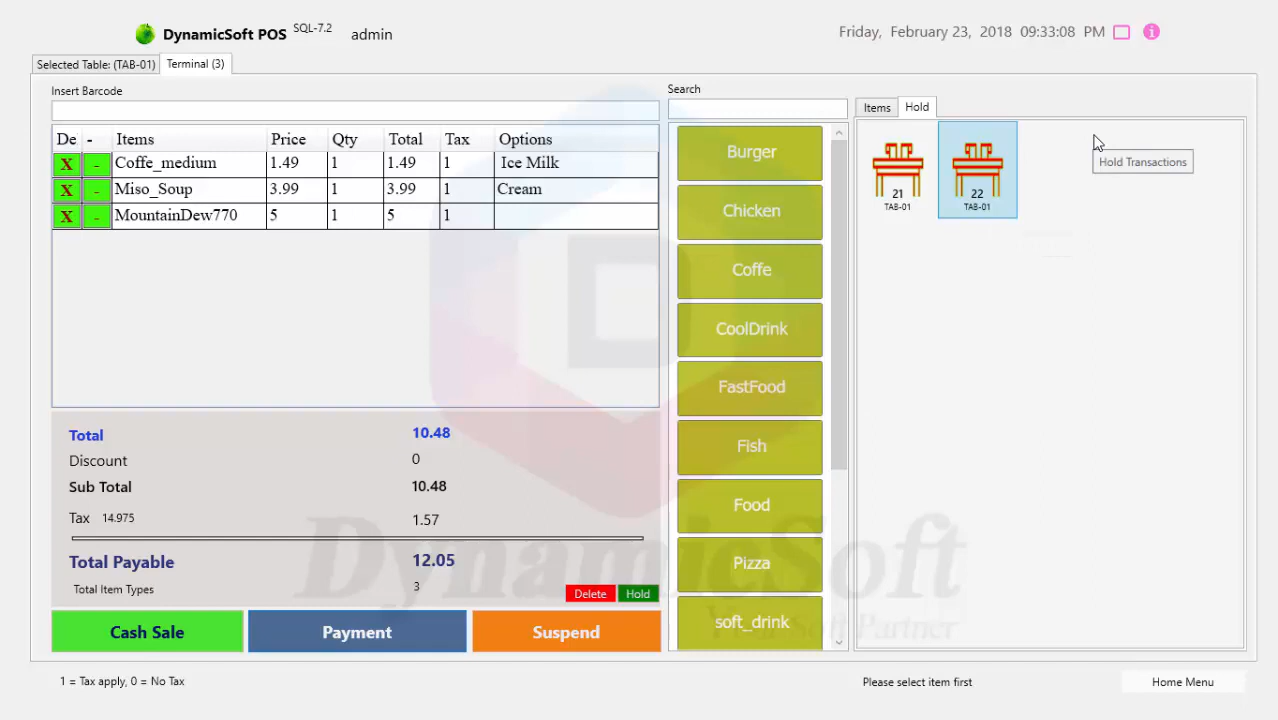 DynamicSoft POS SQL-7.2 admin
Friday, February 23, 2018 09:33:08 PM
Selected Table: (TAB-01) Terminal (3)
Insert Barcode
De - Items Price Qty Total Tax Options
X - Coffe_medium 1.49 1 1.49 1 Ice Milk
X - Miso_Soup 3.99 1 3.99 1 Cream
X - MountainDew770 5 1 5 1
Total 10.48
Discount 0
Sub Total 10.48
Tax 14.975 1.57
Total Payable 12.05
Total Item Types 3
Delete Hold
Cash Sale Payment Suspend
1 = Tax apply, 0 = No Tax
Search
Burger
Chicken
Coffe
CoolDrink
FastFood
Fish
Food
Pizza
soft_drink
Items Hold
21
TAB-01
22
TAB-01
Hold Transactions
Please select item first
Home Menu
DynamicSoft
Your Soft Partner